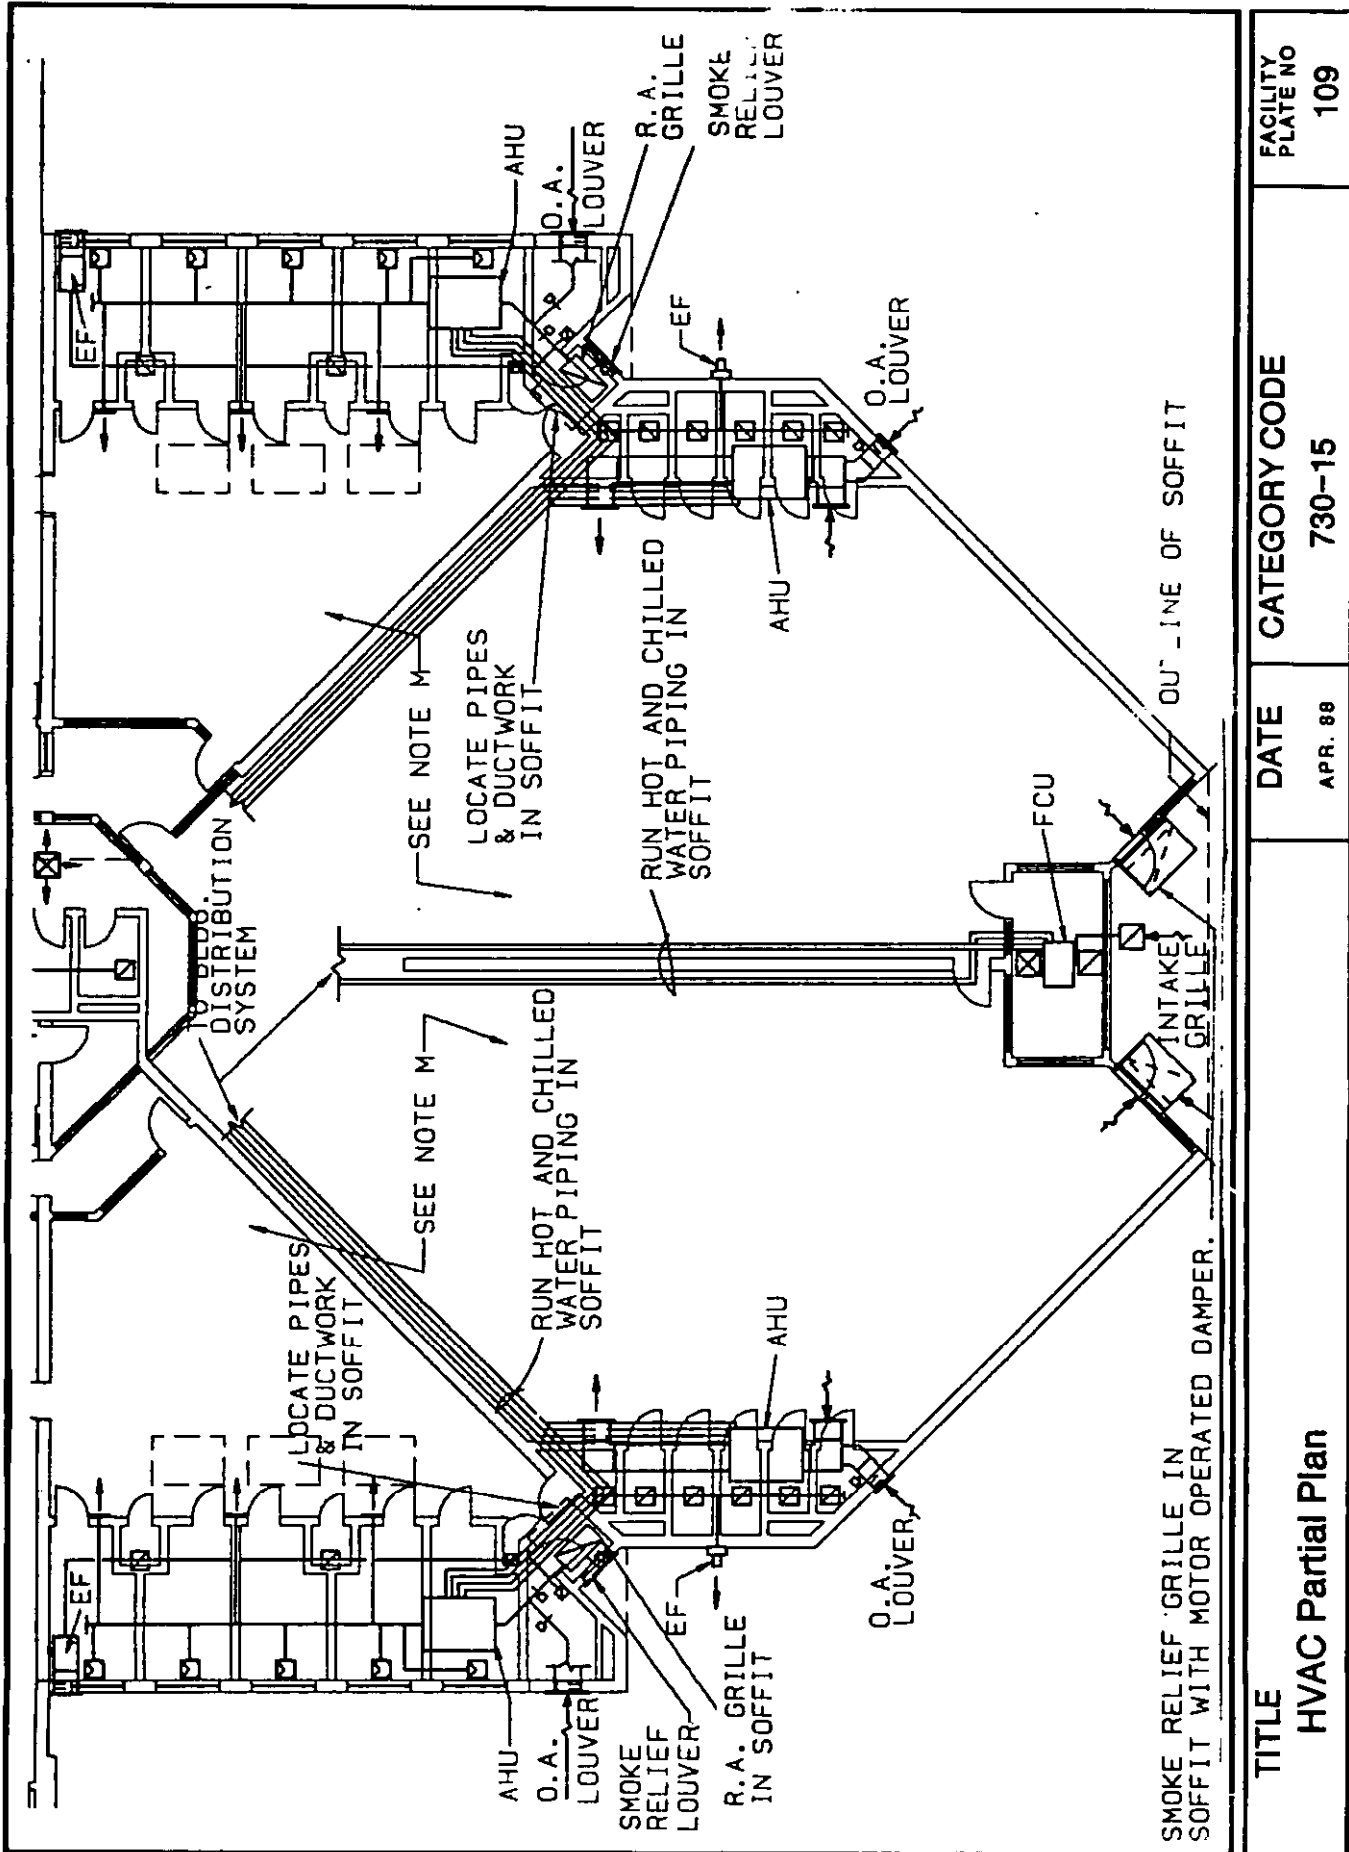 EF
AHU
O.A.
LOUVER
R.A.
GRILLE
SMOKE
LOUVER
EF
O.A.
LOUVER
AHU
SEE NOTE M
LOCATE PIPES
& DUCTWORK
IN SOFFIT
RUN HOT AND CHILLED
WATER PIPING IN
SOFFIT
OF SOFFIT
FCU
DISTRIBUTION
SYSTEM
INTAKE
GRILLE
SEE NOTE M
RUN HOT AND CHILLED
WATER PIPING IN
SOFFIT
LOCATE PIPES
& DUCTWORK
IN SOFFIT
AHU
EF
AHU
O.A.
LOUVER
SMOKE
RELIEF
LOUVER
R.A. GRILLE
IN SOFFIT
EF
O.A.
LOUVER
SMOKE RELIEF GRILLE IN
SOFFIT WITH MOTOR OPERATED DAMPER.
TITLE
HVAC Partial Plan
DATE
APR. 88
CATEGORY CODE
730-15
FACILITY
PLATE NO
109